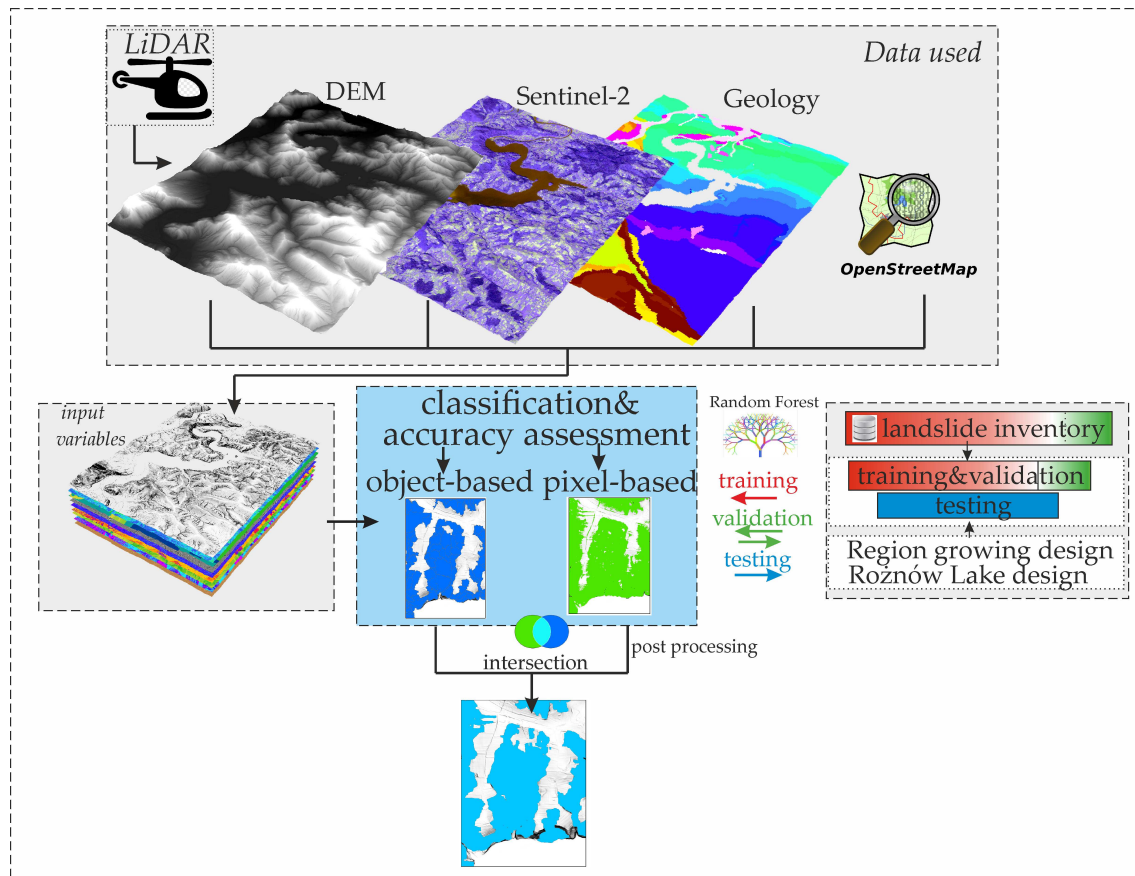 LiDAR
Data used
DEM
Sentinel-2
Geology
OpenStreetMap
input
variables
classification&
accuracy assessment
object-based
pixel-based
Random Forest
training
validation
testing
landslide inventory
training&validation
testing
Region growing design
Roznów Lake design
intersection
post processing